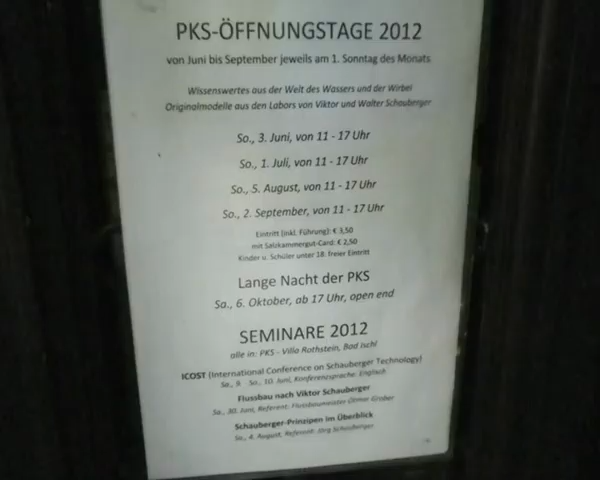 PKS-ÖFFNUNGSTAGE 2012
von Juni bis September jeweils am 1. Sonntag des Monats
Wissenswertes aus der Welt des Wassers und der Wirbel
Originalmodelle aus den Labors von Viktor und Walter Schauberger
So., 3. Juni, von 11 - 17 Uhr
So., 1. Juli, von 11 - 17 Uhr
So., 5. August, von 11 - 17 Uhr
So., 2. September, von 11 - 17 Uhr
Eintritt (inkl. Führung): € 3,50
mit Salzkammergut-Card: € 2,50
Kinder u. Schüler unter 18: freier Eintritt
Lange Nacht der PKS
Sa., 6. Oktober, ab 17 Uhr, open end
SEMINARE 2012
alle in: PKS - Villa Rothstein, Bad Ischl
ICOST (International Conference on Schauberger Technology)
Sa., 9. So., 10. Juni, Konferenzsprache: Englisch
Flussbau nach Viktor Schauberger
Sa., 30. Juni, Referent: Flussbaumeister Otmar Grober
Schauberger-Prinzipen im Überblick
Sa., 4. August, Referent: Jörg Schauberger